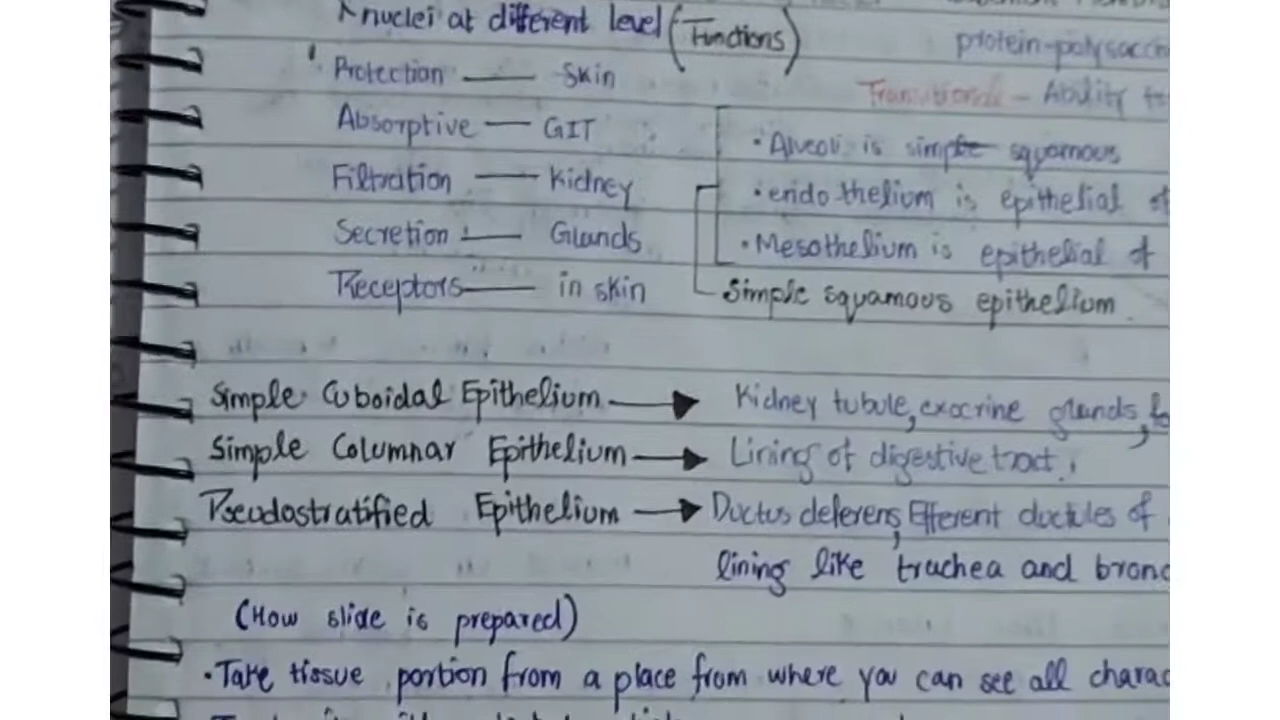 nuclei at different level (Functions)
protein-polysacc
Protection — Skin
Transitional - Ability to
Absorptive — GIT
• Alveoli is simple squamous
Filtration — Kidney
• endothelium is epithelial of
Secretion — Glands
• Mesothelium is epithelial of
Receptors — in skin
Simple squamous epithelium
Simple Cuboidal Epithelium → Kidney tubule, exocrine glands,
Simple Columnar Epithelium → Lining of digestive tract.
Pseudostratified Epithelium → Ductus deferens, Efferent ductules of
lining like trachea and bronc
(How slide is prepared)
• Take tissue portion from a place from where you can see all charac